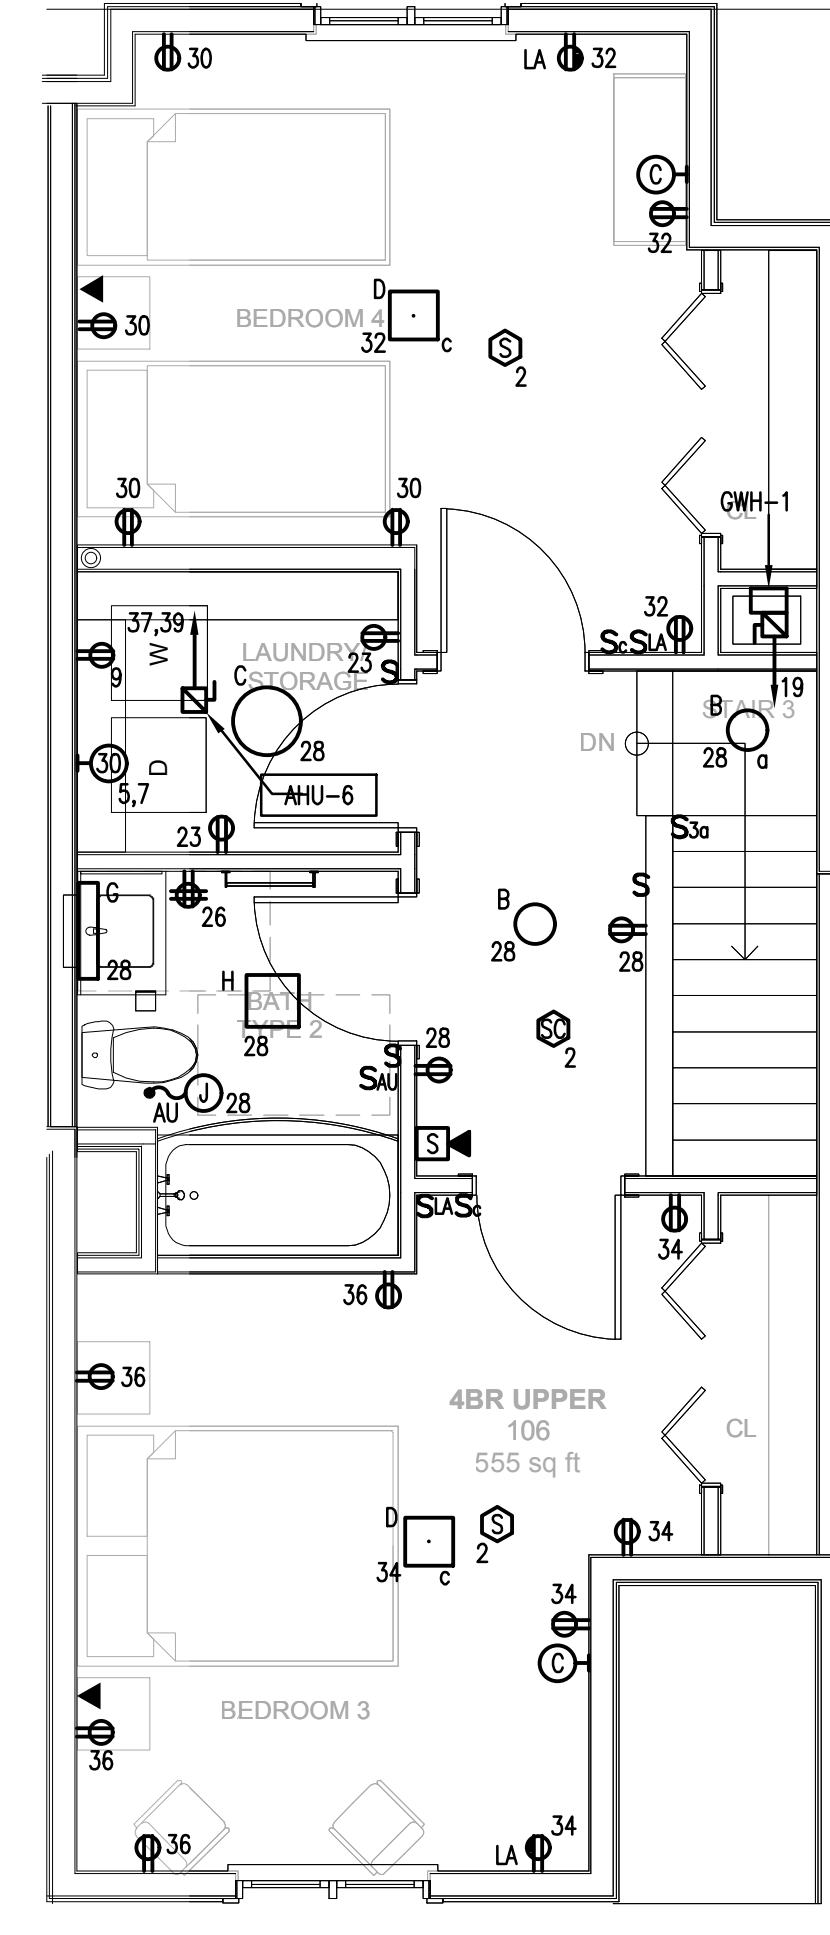 30
LA 32
C
32
D
BEDROOM 4
30
32 c
S
2
30
30
GWH-1
CL
32
37,39
W
LAUNDRY/
STORAGE
23
S
ScSLA
9
C
19
STAIR 3
B
DN
28
28 a
30
D
5,7
AHU-6
S3a
23
G
26
S
B
28
28
28
H
BATH
TYPE 2
28
SC
2
28
S
SAU
J
28
AU
S
SLASc
34
36
36
4BR UPPER
106
555 sq ft
CL
D
S
2
34 c
34
34
C
BEDROOM 3
36
36
LA 34